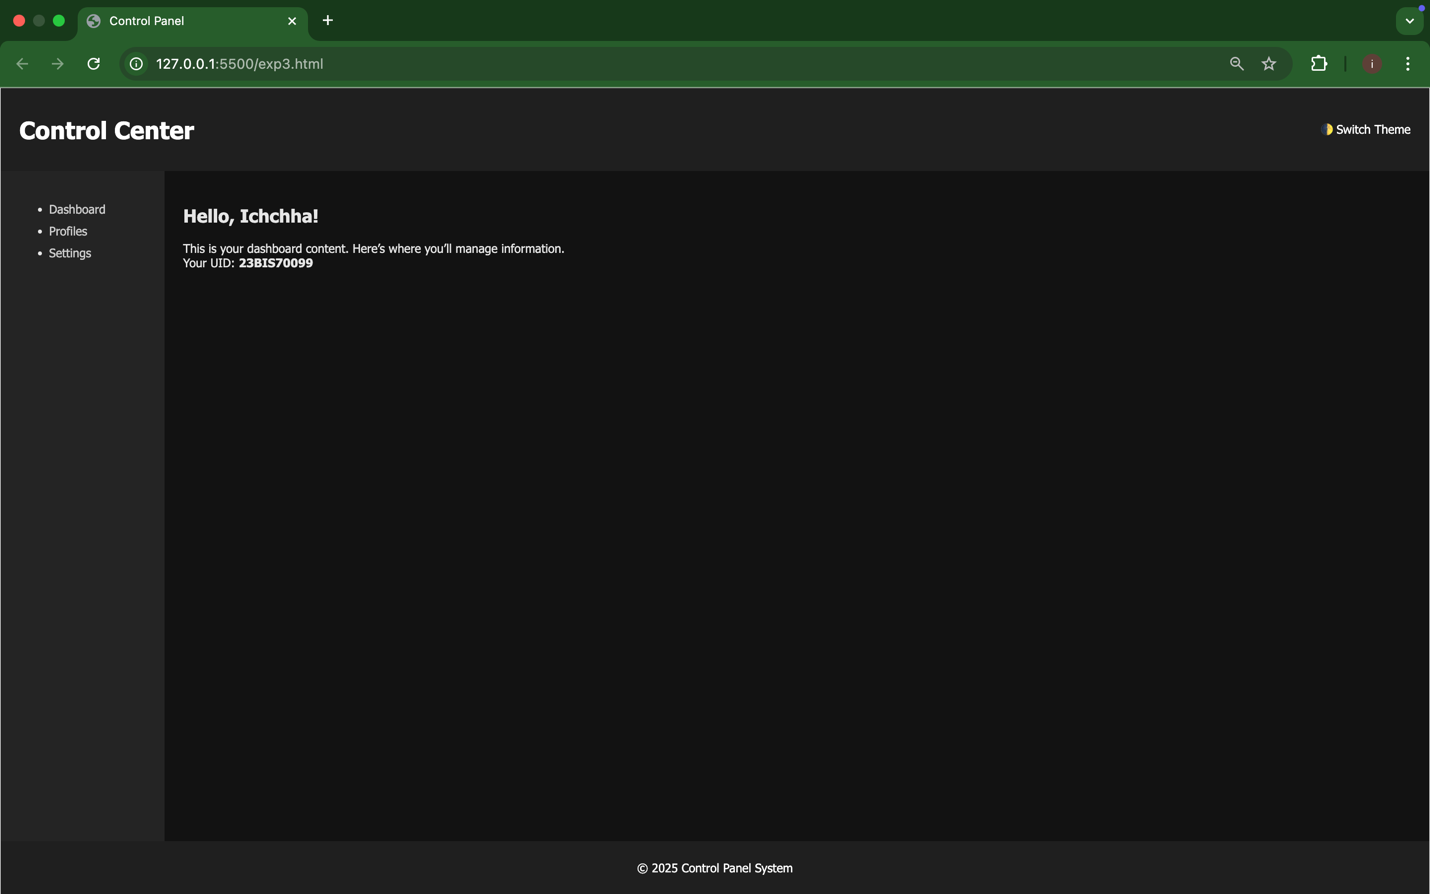 Control Panel
127.0.0.1:5500/exp3.html
i
Control Center
Switch Theme
Dashboard
Profiles
Settings
Hello, Ichchha!
This is your dashboard content. Here’s where you’ll manage information.
Your UID: 23BIS70099
© 2025 Control Panel System